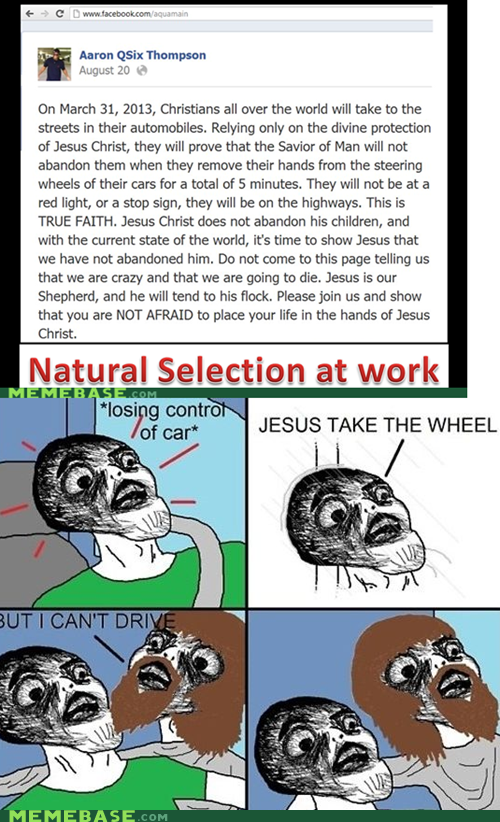 www.facebook.com/aquamain
Aaron QSix Thompson
August 20
On March 31, 2013, Christians all over the world will take to the
streets in their automobiles. Relying only on the divine protection
of Jesus Christ, they will prove that the Savior of Man will not
abandon them when they remove their hands from the steering
wheels of their cars for a total of 5 minutes. They will not be at a
red light, or a stop sign, they will be on the highways. This is
TRUE FAITH. Jesus Christ does not abandon his children, and
with the current state of the world, it's time to show Jesus that
we have not abandoned him. Do not come to this page telling us
that we are crazy and that we are going to die. Jesus is our
Shepherd, and he will tend to his flock. Please join us and show
that you are NOT AFRAID to place your life in the hands of Jesus
Christ.
Natural Selection at work
MEMEBASE.COM
*losing control
of car*
JESUS TAKE THE WHEEL
BUT I CAN'T DRIVE
MEMEBASE.COM